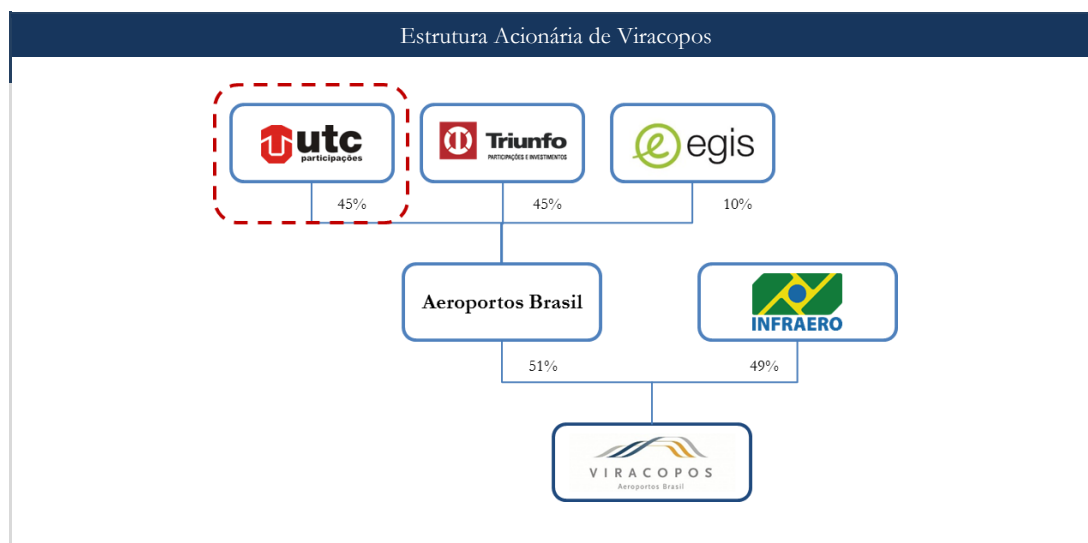 Estrutura Acionária de Viracopos
utc
participações
Triunfo
PARTICIPAÇÕES E INVESTIMENTOS
egis
45%
45%
10%
Aeroportos Brasil
INFRAERO
51%
49%
VIRACOPOS
Aeroportos Brasil